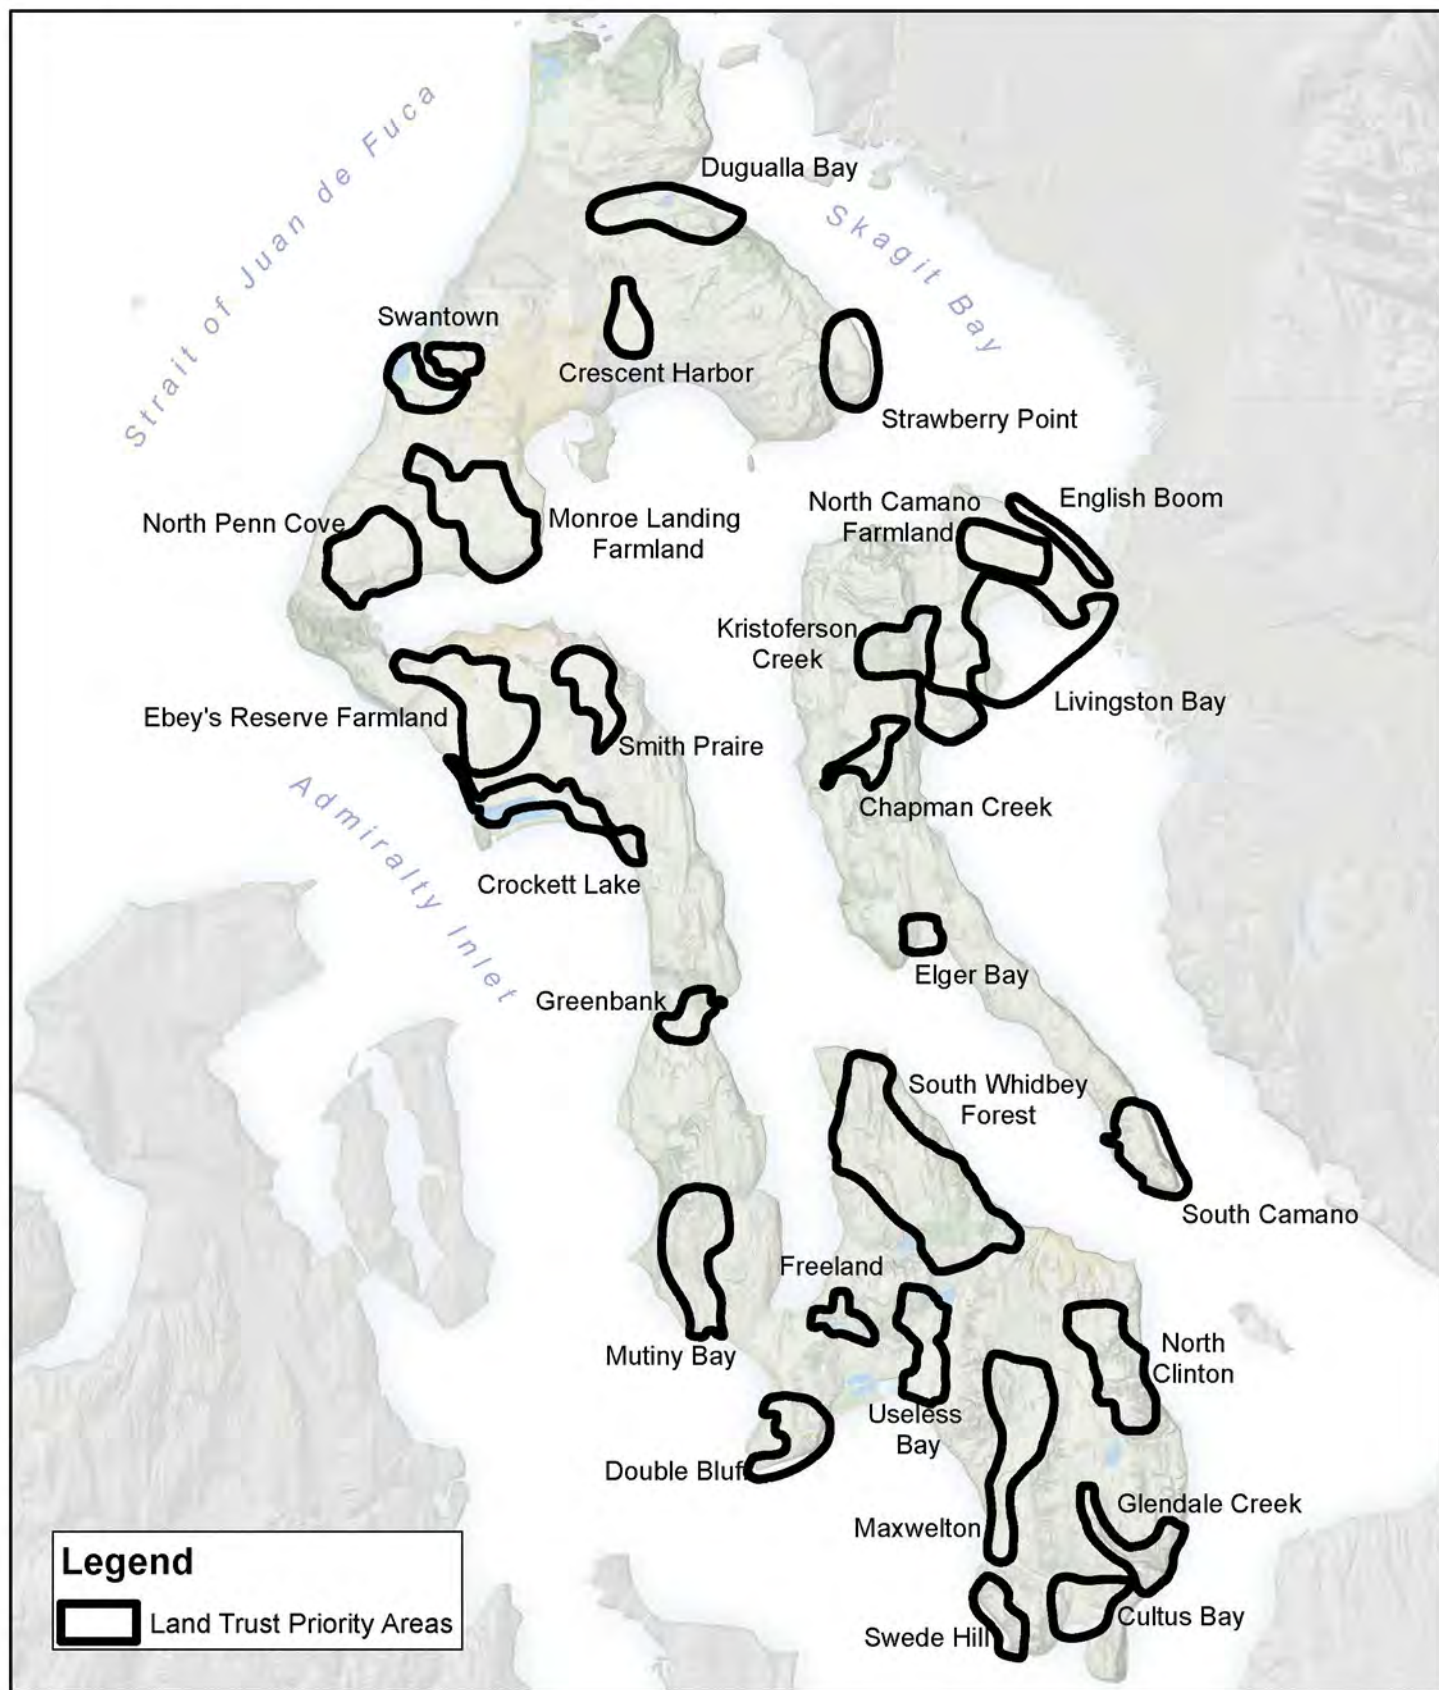 Strait of Juan de Fuca
Dugualla Bay
Skagit Bay
Swantown
Crescent Harbor
Strawberry Point
North Penn Cove
Monroe Landing
Farmland
North Camano
Farmland
English Boom
Kristoferson
Creek
Livingston Bay
Ebey's Reserve Farmland
Smith Praire
Chapman Creek
Admiralty Inlet
Crockett Lake
Elger Bay
Greenbank
South Whidbey
Forest
South Camano
Freeland
Mutiny Bay
North
Clinton
Useless
Bay
Double Bluff
Maxwelton
Glendale Creek
Cultus Bay
Swede Hill
Legend
Land Trust Priority Areas